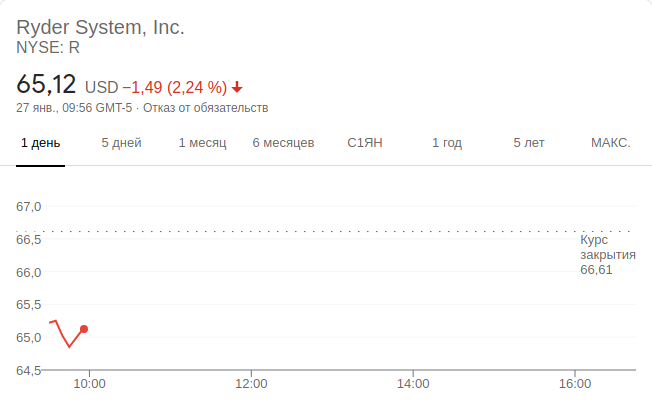 Ryder System, Inc.
NYSE: R
65,12 USD −1,49 (2,24 %)
27 янв., 09:56 GMT-5 · Отказ от обязательств
1 день 5 дней 1 месяц 6 месяцев С1ЯН 1 год 5 лет МАКС.
67,0
66,5
Курс
закрытия
66,61
66,0
65,5
65,0
64,5
10:00 12:00 14:00 16:00